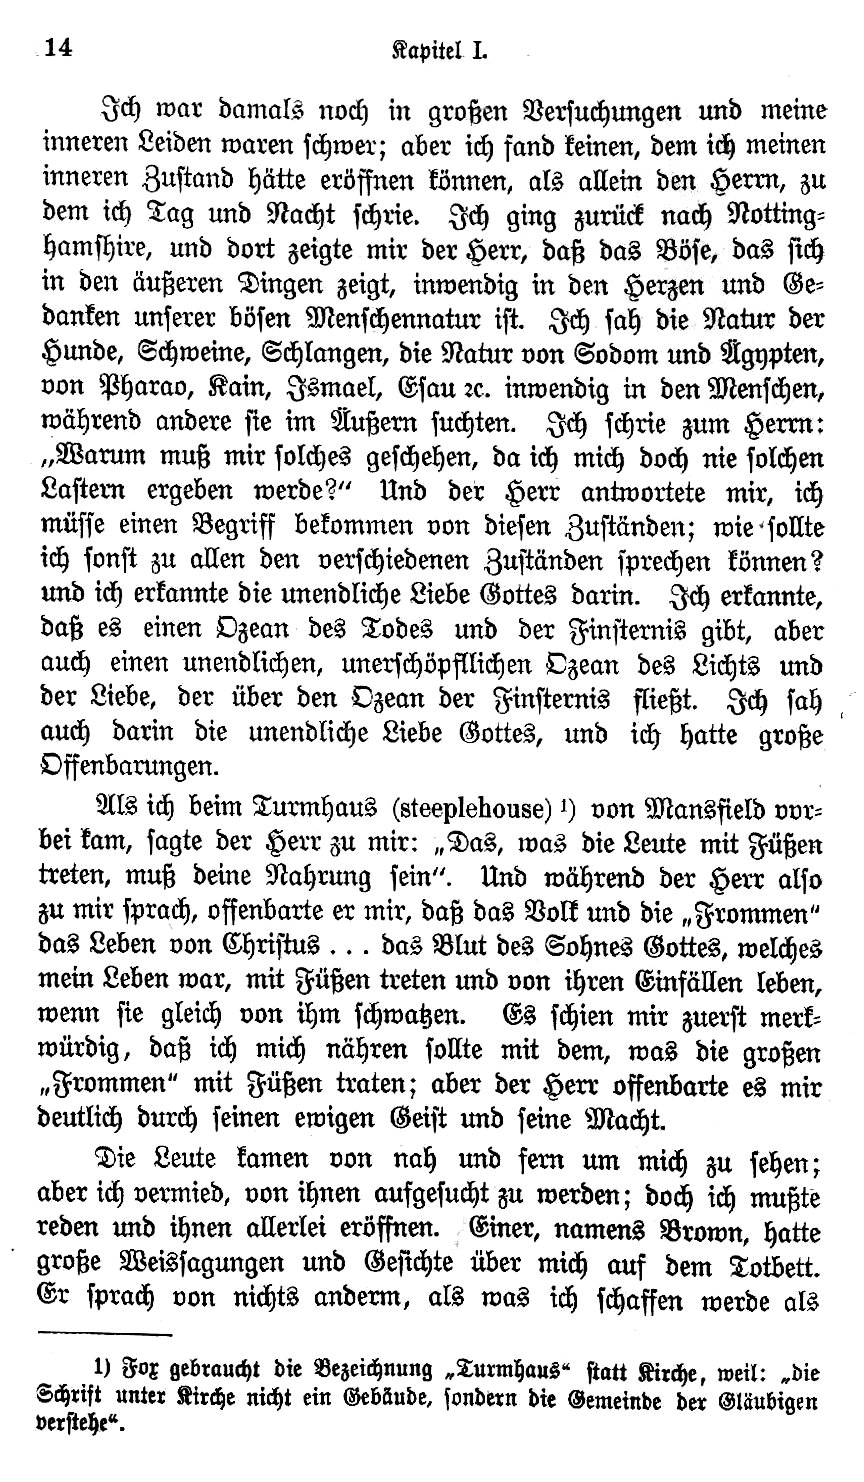 14 Kapitel I.
Ich war damals noch in großen Versuchungen und meine
inneren Leiden waren schwer; aber ich fand keinen, dem ich meinen
inneren Zustand hätte eröffnen können, als allein den Herrn, zu
dem ich Tag und Nacht schrie. Ich ging zurück nach Notting-
hamshire, und dort zeigte mir der Herr, daß das Böse, das sich
in den äußeren Dingen zeigt, inwendig in den Herzen und Ge-
danken unserer bösen Menschennatur ist. Ich sah die Natur der
Hunde, Schweine, Schlangen, die Natur von Sodom und Ägypten,
von Pharao, Kain, Ismael, Esau ꝛc. inwendig in den Menschen,
während andere sie im Äußern suchten. Ich schrie zum Herrn:
„Warum muß mir solches geschehen, da ich mich doch nie solchen
Lastern ergeben werde?“ Und der Herr antwortete mir, ich
müsse einen Begriff bekommen von diesen Zuständen; wie sollte
ich sonst zu allen den verschiedenen Zuständen sprechen können?
und ich erkannte die unendliche Liebe Gottes darin. Ich erkannte,
daß es einen Ozean des Todes und der Finsternis gibt, aber
auch einen unendlichen, unerschöpfllichen Ozean des Lichts und
der Liebe, der über den Ozean der Finsternis fließt. Ich sah
auch darin die unendliche Liebe Gottes, und ich hatte große
Offenbarungen.
Als ich beim Turmhaus (steeplehouse) ¹) von Mansfield vor-
bei kam, sagte der Herr zu mir: „Das, was die Leute mit Füßen
treten, muß deine Nahrung sein“. Und während der Herr also
zu mir sprach, offenbarte er mir, daß das Volk und die „Frommen“
das Leben von Christus . . . das Blut des Sohnes Gottes, welches
mein Leben war, mit Füßen treten und von ihren Einfällen leben,
wenn sie gleich von ihm schwatzen. Es schien mir zuerst merk-
würdig, daß ich mich nähren sollte mit dem, was die großen
„Frommen“ mit Füßen traten; aber der Herr offenbarte es mir
deutlich durch seinen ewigen Geist und seine Macht.
Die Leute kamen von nah und fern um mich zu sehen;
aber ich vermied, von ihnen aufgesucht zu werden; doch ich mußte
reden und ihnen allerlei eröffnen. Einer, namens Brown, hatte
große Weissagungen und Gesichte über mich auf dem Totbett.
Er sprach von nichts anderm, als was ich schaffen werde als
1) Fox gebraucht die Bezeichnung „Turmhaus“ statt Kirche, weil: „die
Schrift unter Kirche nicht ein Gebäude, sondern die Gemeinde der Gläubigen
verstehe“.